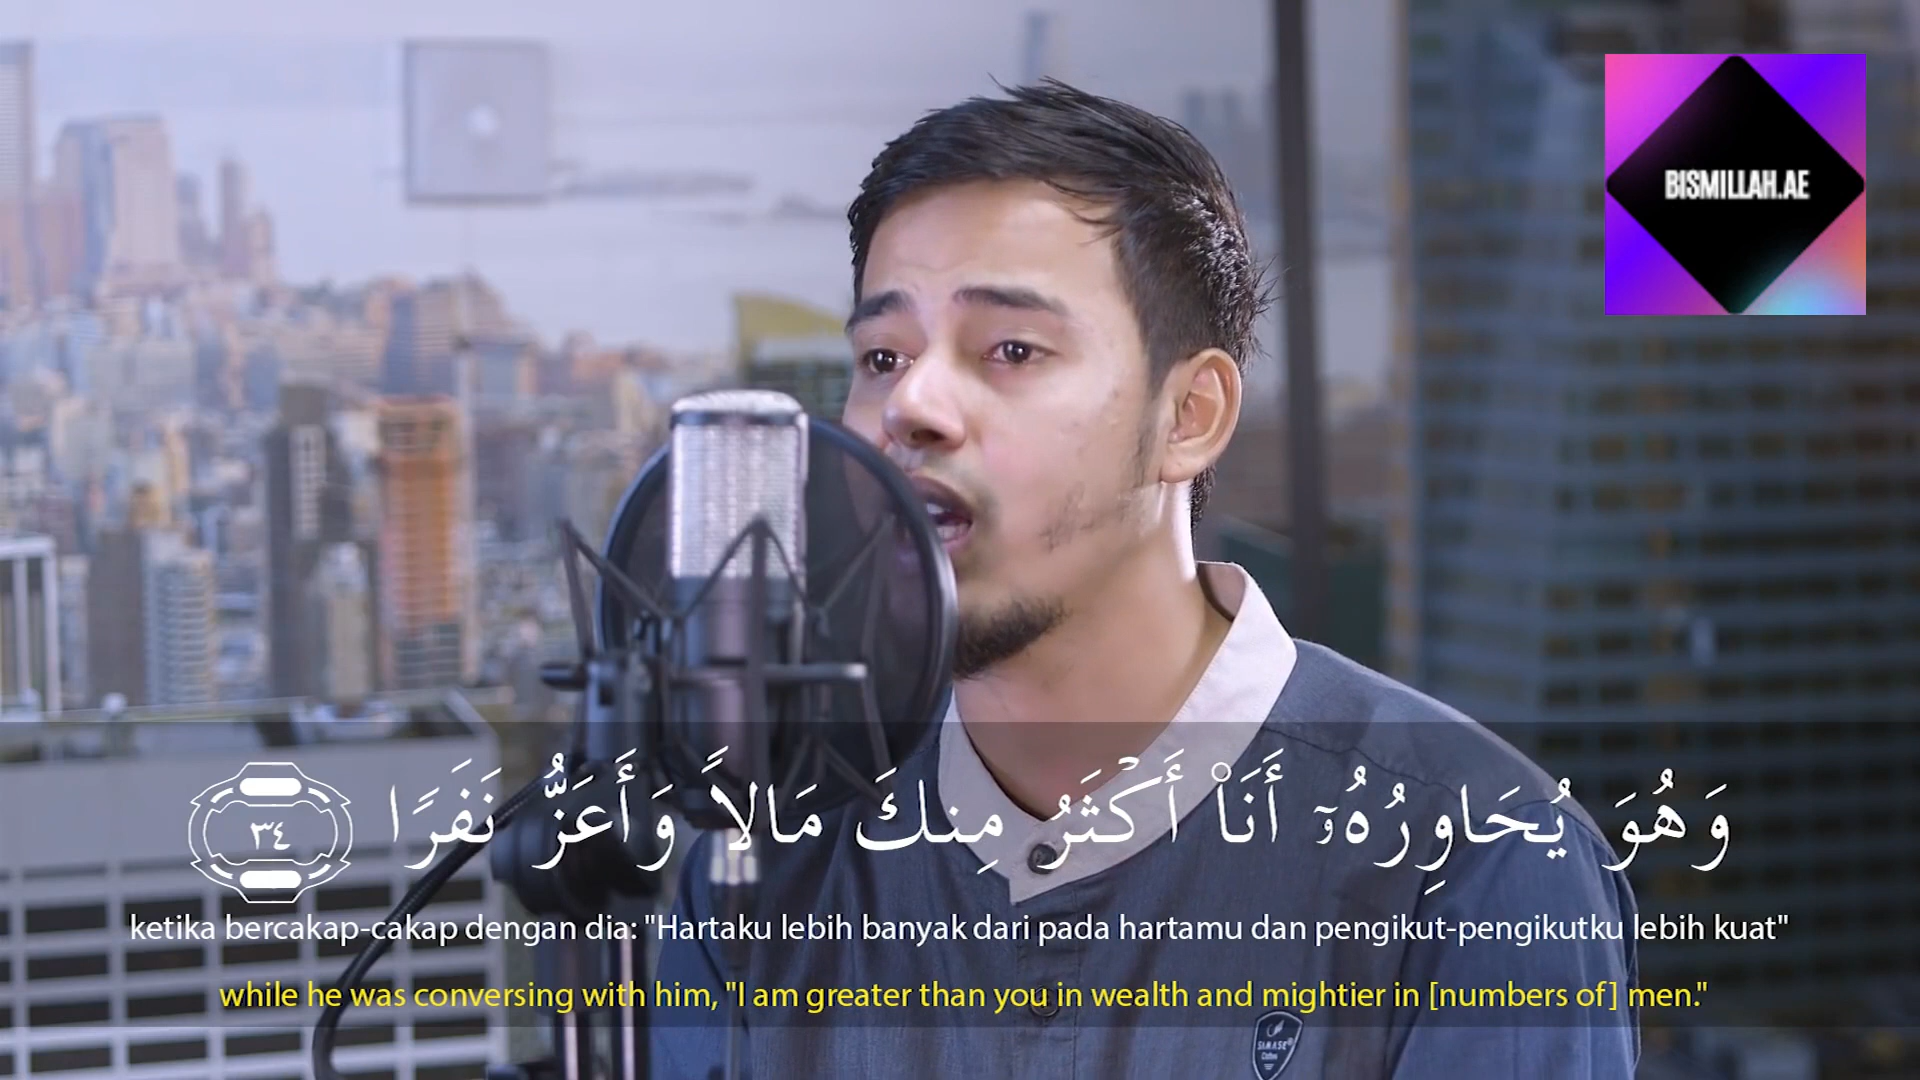 BISMILLAH.AE
وَهُوَ يُحَاوِرُهُۥٓ أَنَا۠ أَكْثَرُ مِنكَ مَالًا وَأَعَزُّ نَفَرًا ٣٤
ketika bercakap-cakap dengan dia: "Hartaku lebih banyak dari pada hartamu dan pengikut-pengikutku lebih kuat"
while he was conversing with him, "I am greater than you in wealth and mightier in [numbers of] men."
SAMASE®